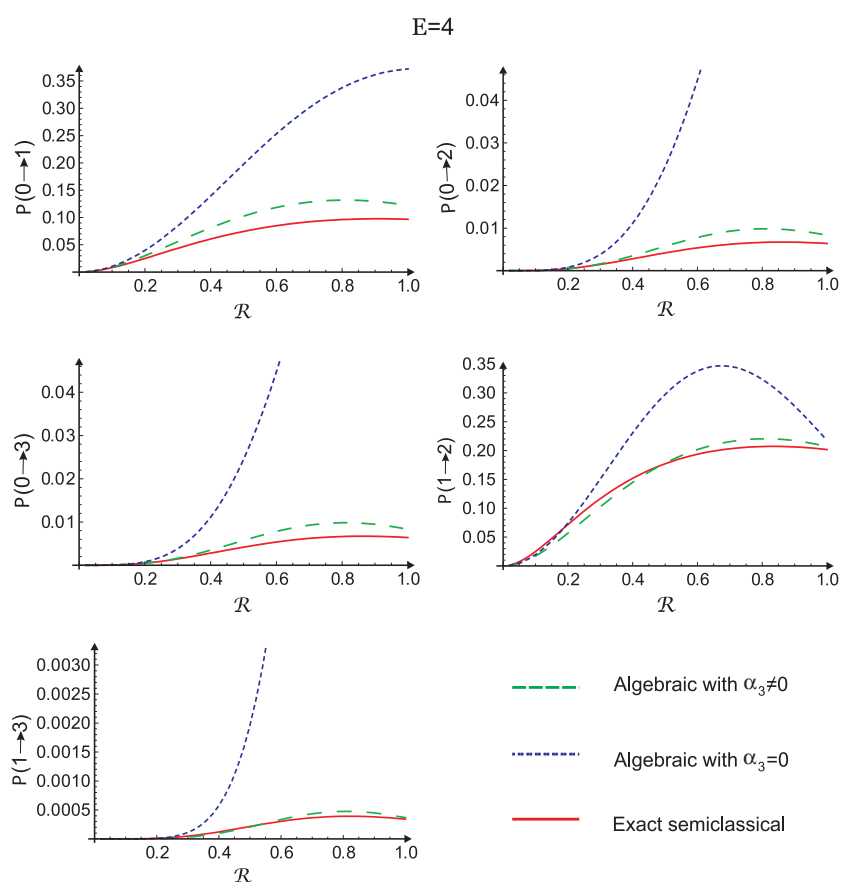 E=4
P(0→1)
0.35
0.30
0.25
0.20
0.15
0.10
0.05
0.2 0.4 0.6 0.8 1.0
ℛ
P(0→2)
0.04
0.03
0.02
0.01
0.2 0.4 0.6 0.8 1.0
ℛ
P(0→3)
0.04
0.03
0.02
0.01
0.2 0.4 0.6 0.8 1.0
ℛ
P(1→2)
0.35
0.30
0.25
0.20
0.15
0.10
0.05
0.2 0.4 0.6 0.8 1.0
ℛ
P(1→3)
0.0030
0.0025
0.0020
0.0015
0.0010
0.0005
0.2 0.4 0.6 0.8 1.0
ℛ
Algebraic with α₃≠0
Algebraic with α₃=0
Exact semiclassical